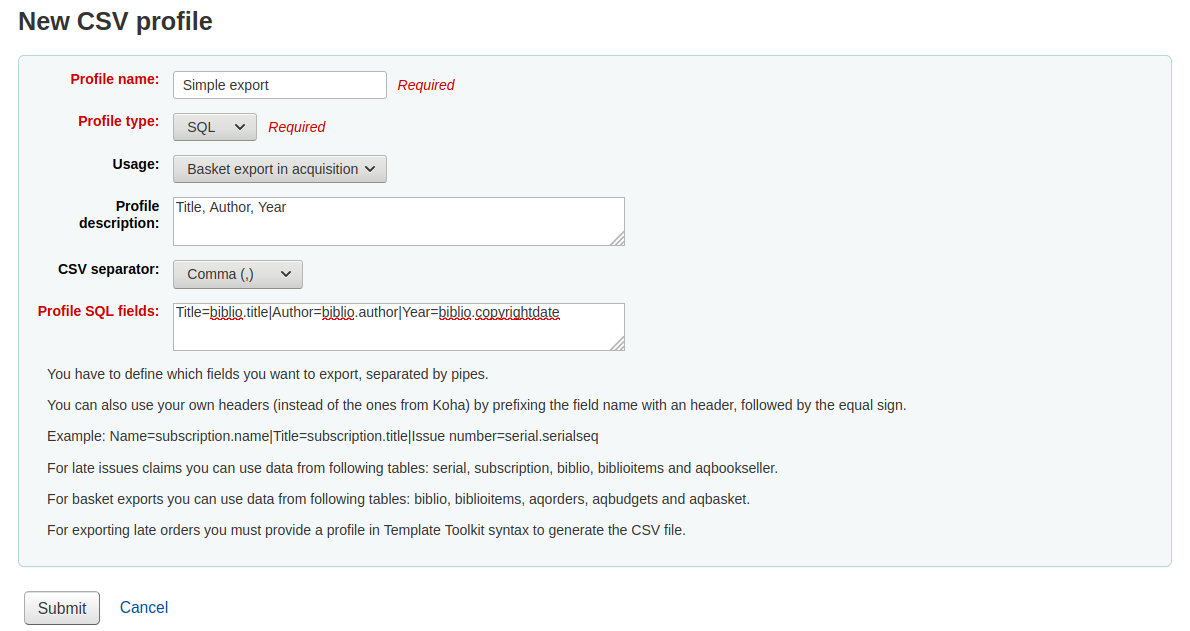 New CSV profile
Profile name: Simple export Required
Profile type: SQL Required
Usage: Basket export in acquisition
Profile description: Title, Author, Year
CSV separator: Comma (,)
Profile SQL fields: Title=biblio.title|Author=biblio.author|Year=biblio.copyrightdate
You have to define which fields you want to export, separated by pipes.
You can also use your own headers (instead of the ones from Koha) by prefixing the field name with an header, followed by the equal sign.
Example: Name=subscription.name|Title=subscription.title|Issue number=serial.serialseq
For late issues claims you can use data from following tables: serial, subscription, biblio, biblioitems and aqbookseller.
For basket exports you can use data from following tables: biblio, biblioitems, aqorders, aqbudgets and aqbasket.
For exporting late orders you must provide a profile in Template Toolkit syntax to generate the CSV file.
Submit Cancel